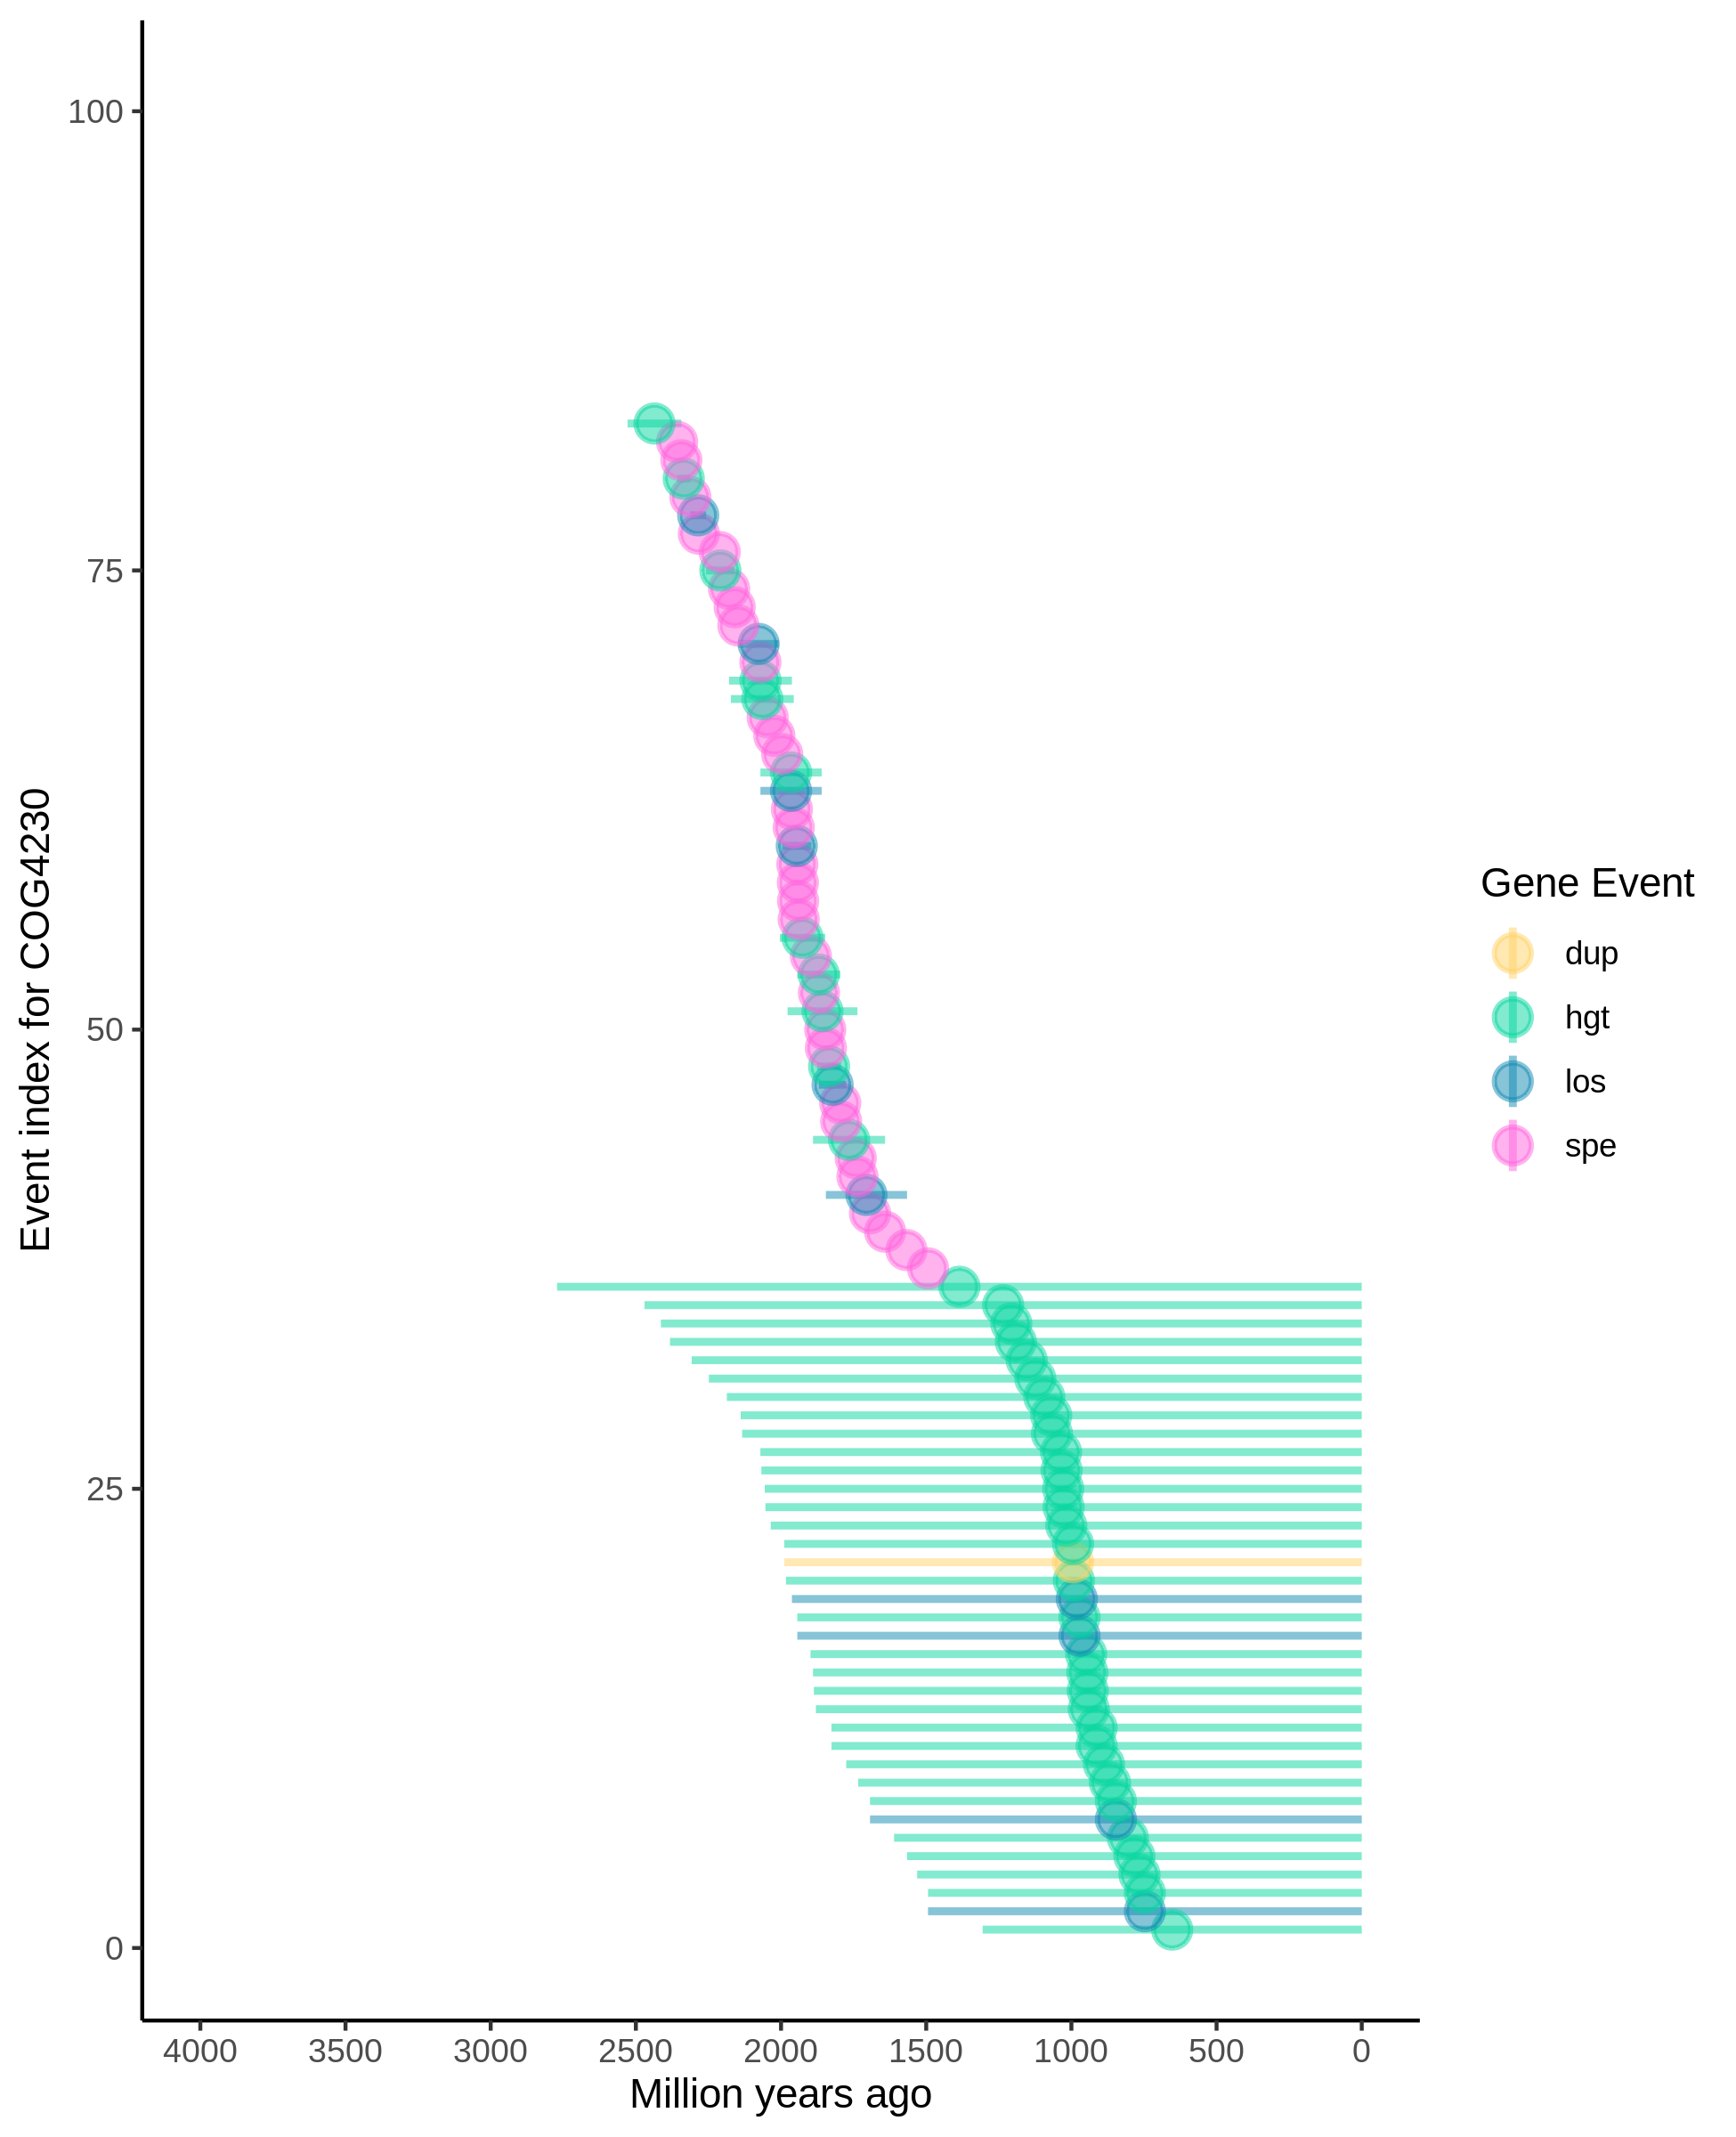 100
75
50
25
0
Event index for COG4230
4000 3500 3000 2500 2000 1500 1000 500 0
Million years ago
Gene Event
dup
hgt
los
spe